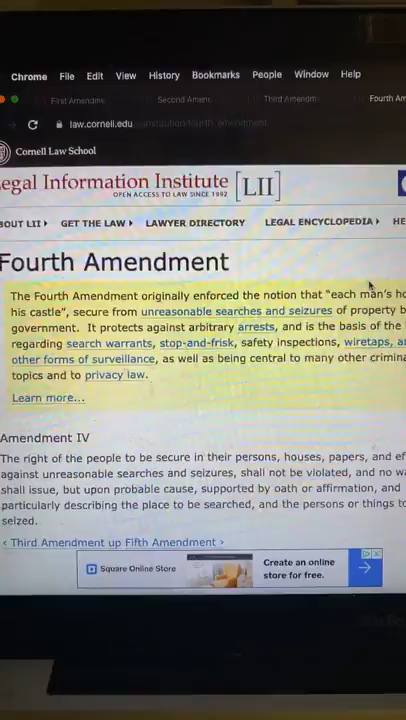 Chrome File Edit View History Bookmarks People Window Help
First Amendme Second Ament Third Amendm Fourth Am
law.cornell.edu/constitution/fourth_amendment
Cornell Law School
egal Information Institute [LII]
OPEN ACCESS TO LAW SINCE 1992
BOUT LII GET THE LAW LAWYER DIRECTORY LEGAL ENCYCLOPEDIA HE
Fourth Amendment
The Fourth Amendment originally enforced the notion that “each man’s ho
his castle”, secure from unreasonable searches and seizures of property b
government. It protects against arbitrary arrests, and is the basis of the l
regarding search warrants, stop-and-frisk, safety inspections, wiretaps, a
other forms of surveillance, as well as being central to many other crimina
topics and to privacy law.
Learn more...
Amendment IV
The right of the people to be secure in their persons, houses, papers, and ef
against unreasonable searches and seizures, shall not be violated, and no wa
shall issue, but upon probable cause, supported by oath or affirmation, and
particularly describing the place to be searched, and the persons or things to
seized.
‹ Third Amendment up Fifth Amendment ›
Square Online Store
Create an online
store for free.